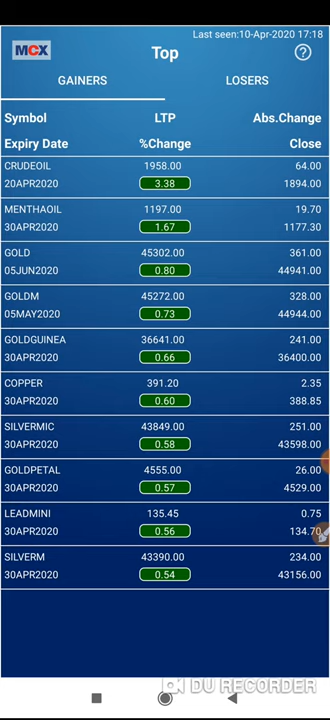 Last seen:10-Apr-2020 17:18
MCX
Top
GAINERS LOSERS
Symbol LTP Abs.Change
Expiry Date %Change Close
CRUDEOIL 1958.00 64.00
20APR2020 3.38 1894.00
MENTHAOIL 1197.00 19.70
30APR2020 1.67 1177.30
GOLD 45302.00 361.00
05JUN2020 0.80 44941.00
GOLDM 45272.00 328.00
05MAY2020 0.73 44944.00
GOLDGUINEA 36641.00 241.00
30APR2020 0.66 36400.00
COPPER 391.20 2.35
30APR2020 0.60 388.85
SILVERMIC 43849.00 251.00
30APR2020 0.58 43598.00
GOLDPETAL 4555.00 26.00
30APR2020 0.57 4529.00
LEADMINI 135.45 0.75
30APR2020 0.56 134.70
SILVERM 43390.00 234.00
30APR2020 0.54 43156.00
DU RECORDER